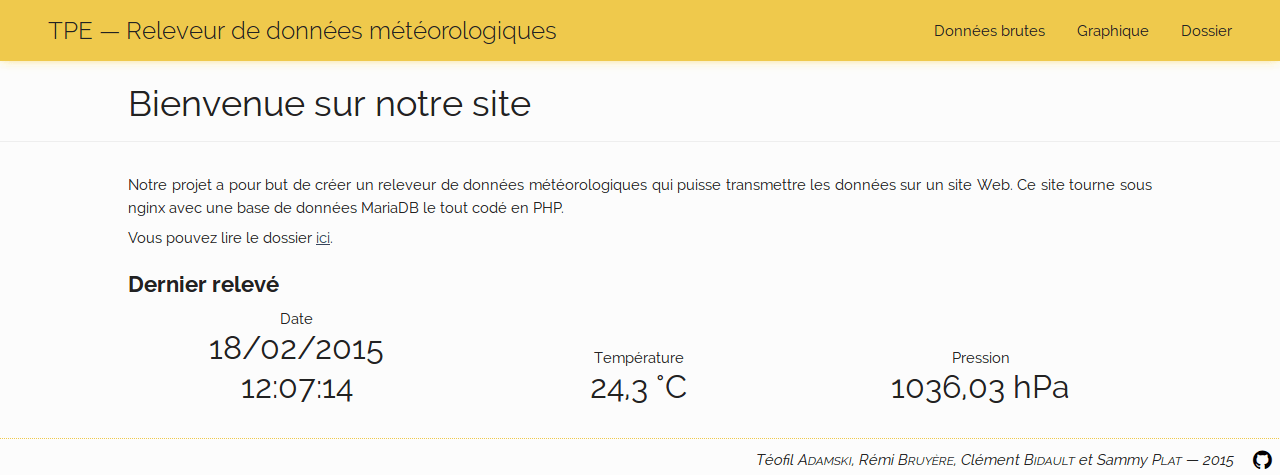 TPE — Releveur de données météorologiques
Données brutes
Graphique
Dossier
Bienvenue sur notre site
Notre projet a pour but de créer un releveur de données météorologiques qui puisse transmettre les données sur un site Web. Ce site tourne sous
nginx avec une base de données MariaDB le tout codé en PHP.
Vous pouvez lire le dossier ici.
Dernier relevé
Date
18/02/2015
12:07:14
Température
24,3 °C
Pression
1036,03 hPa
Téofil Adamski, Rémi Bruyère, Clément Bidault et Sammy Plat — 2015